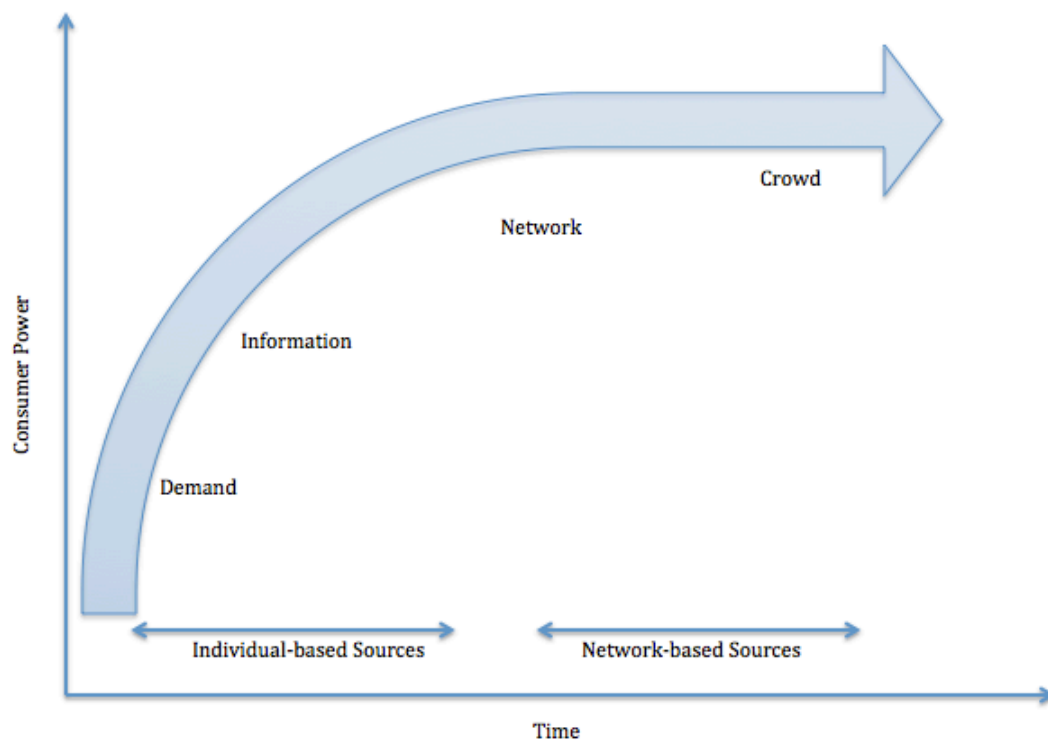 Crowd
Network
Information
Consumer Power
Demand
Individual-based Sources
Network-based Sources
Time